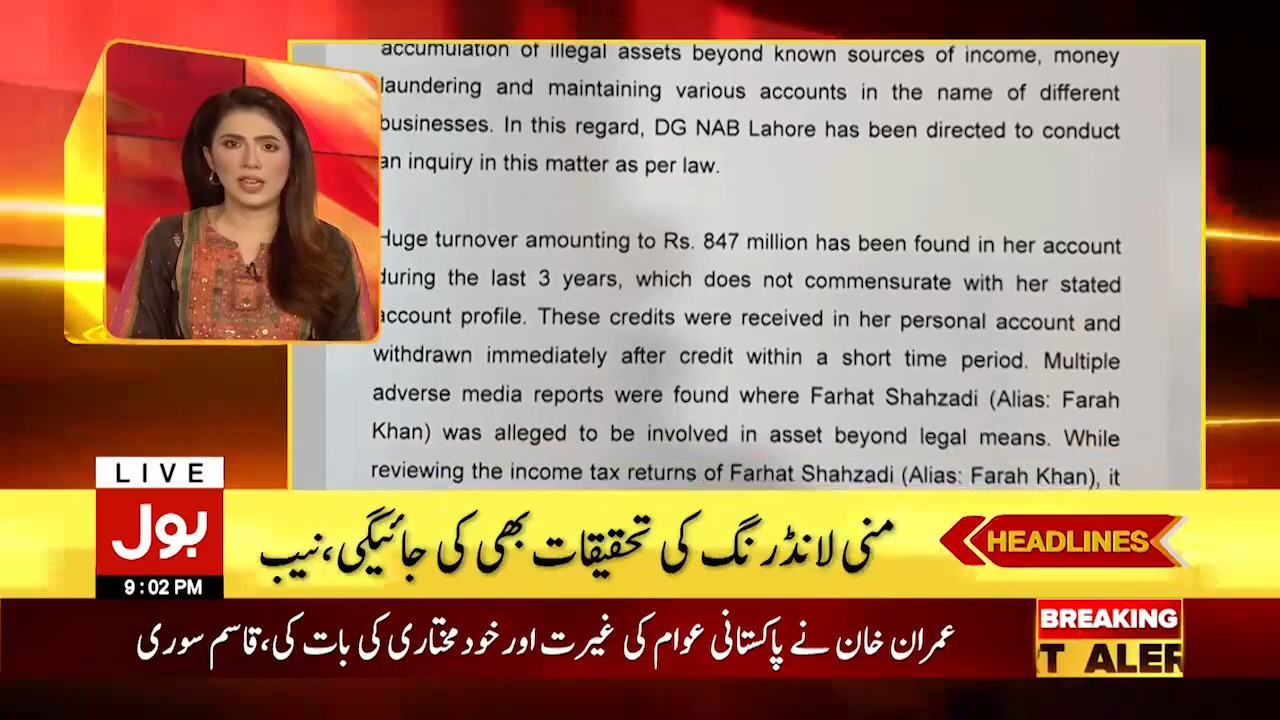 accumulation of illegal assets beyond known sources of income, money
laundering and maintaining various accounts in the name of different
businesses. In this regard, DG NAB Lahore has been directed to conduct
an inquiry in this matter as per law.
Huge turnover amounting to Rs. 847 million has been found in her account
during the last 3 years, which does not commensurate with her stated
account profile. These credits were received in her personal account and
withdrawn immediately after credit within a short time period. Multiple
adverse media reports were found where Farhat Shahzadi (Alias: Farah
Khan) was alleged to be involved in asset beyond legal means. While
reviewing the income tax returns of Farhat Shahzadi (Alias: Farah Khan), it
LIVE
بول
9:02 PM
منی لانڈرنگ کی تحقیقات بھی کی جائیگی، نیب
HEADLINES
عمران خان نے پاکستانی عوام کی غیرت اور خود مختاری کی بات کی، قاسم سوری
BREAKING
T ALER